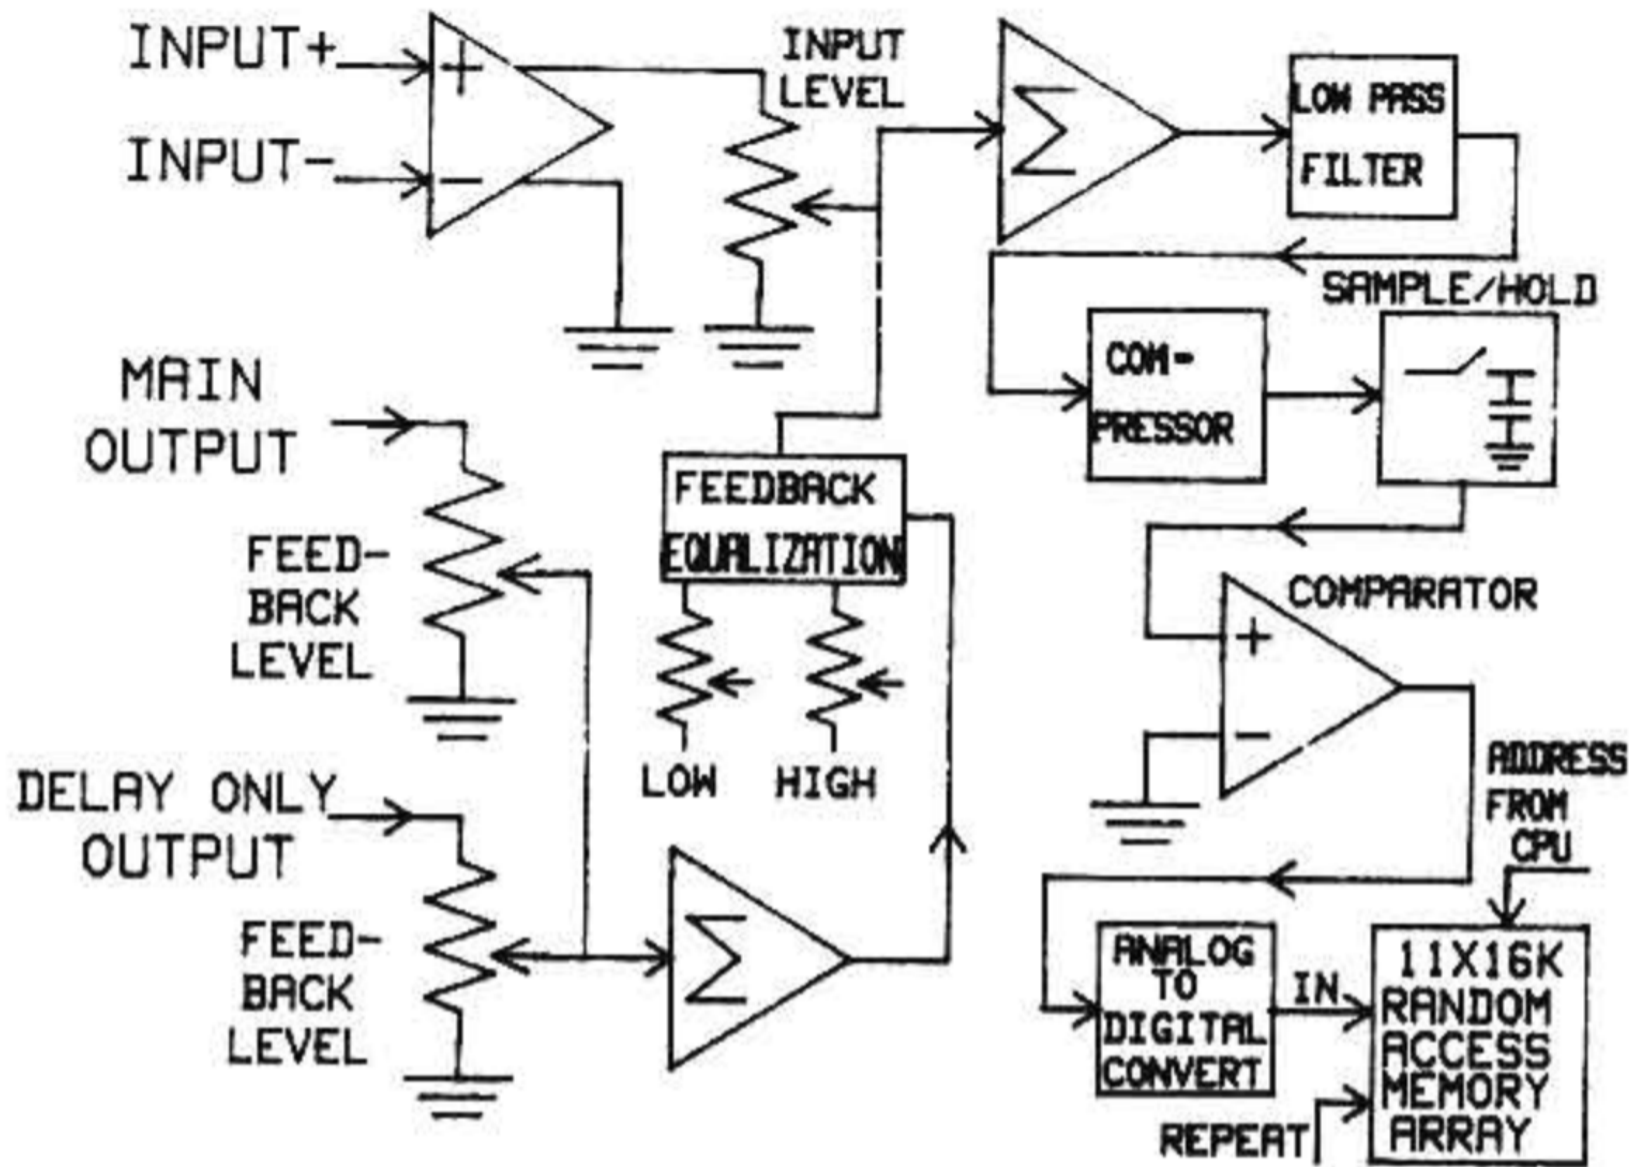 INPUT+
INPUT-
+
-
INPUT
LEVEL
Σ
LOW PASS
FILTER
SAMPLE/HOLD
COM-
PRESSOR
MAIN
OUTPUT
FEED-
BACK
LEVEL
FEEDBACK
EQUALIZATION
LOW
HIGH
COMPARATOR
+
-
DELAY ONLY
OUTPUT
FEED-
BACK
LEVEL
Σ
ADDRESS
FROM
CPU
ANALOG
TO
DIGITAL
CONVERT
IN
11X16K
RANDOM
ACCESS
MEMORY
ARRAY
REPEAT